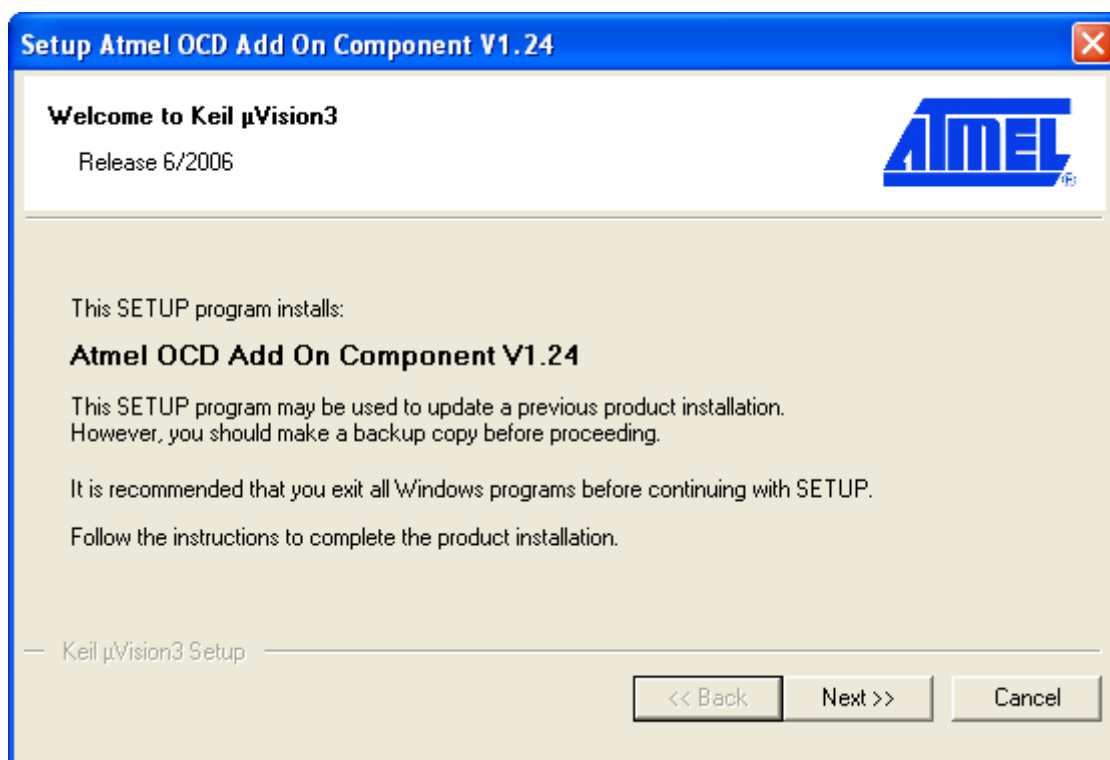 Setup Atmel OCD Add On Component V1.24
Welcome to Keil µVision3
Release 6/2006
ATMEL®
This SETUP program installs:
Atmel OCD Add On Component V1.24
This SETUP program may be used to update a previous product installation.
However, you should make a backup copy before proceeding.
It is recommended that you exit all Windows programs before continuing with SETUP.
Follow the instructions to complete the product installation.
Keil µVision3 Setup
<< Back Next >> Cancel